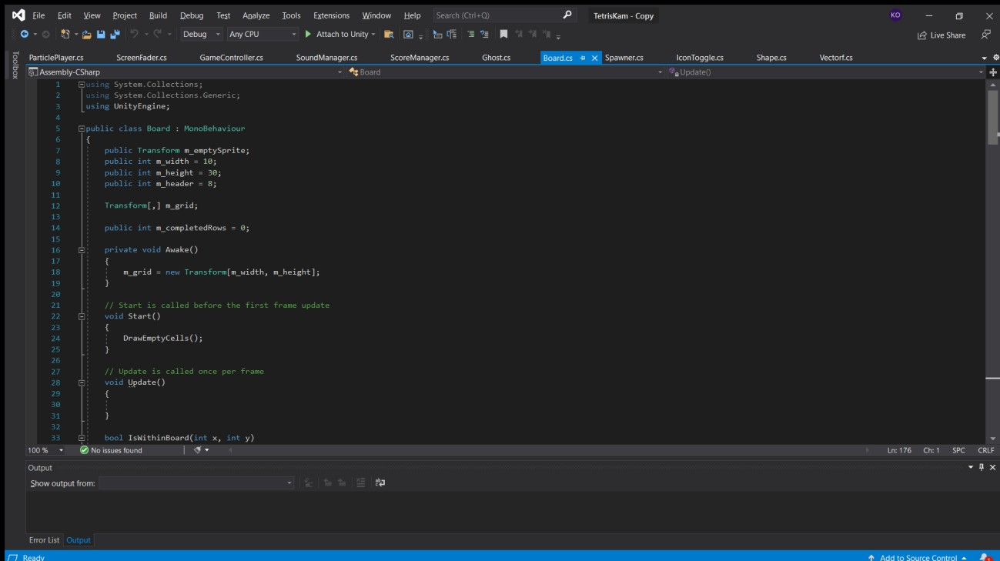 File Edit View Project Build Debug Test Analyze Tools Extensions Window Help Search (Ctrl+Q) TetrisKam - Copy KO
Debug Any CPU Attach to Unity Live Share
Toolbox
ParticlePlayer.cs ScreenFader.cs GameController.cs SoundManager.cs ScoreManager.cs Ghost.cs Board.cs Spawner.cs IconToggle.cs Shape.cs Vectorf.cs
Assembly-CSharp Board Update()
1 using System.Collections;
2 using System.Collections.Generic;
3 using UnityEngine;
4
5 public class Board : MonoBehaviour
6 {
7 public Transform m_emptySprite;
8 public int m_width = 10;
9 public int m_height = 30;
10 public int m_header = 8;
11
12 Transform[,] m_grid;
13
14 public int m_completedRows = 0;
15
16 private void Awake()
17 {
18 m_grid = new Transform[m_width, m_height];
19 }
20
21 // Start is called before the first frame update
22 void Start()
23 {
24 DrawEmptyCells();
25 }
26
27 // Update is called once per frame
28 void Update()
29 {
30
31 }
32
33 bool IsWithinBoard(int x, int y)
100 % No issues found Ln: 176 Ch: 1 SPC CRLF
Output
Show output from:
Error List Output
Ready Add to Source Control 1